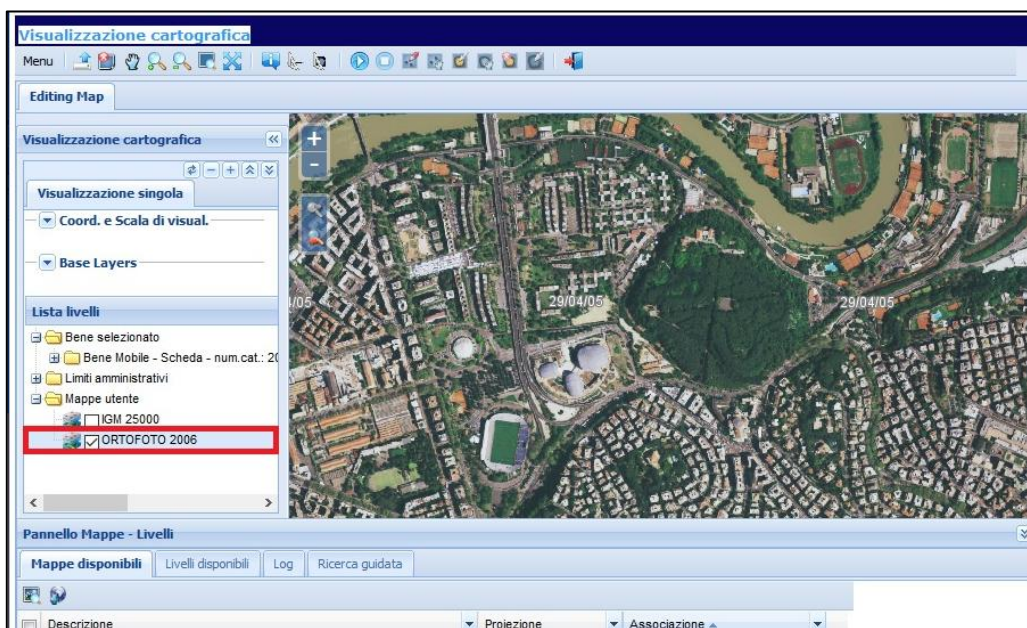 Visualizzazione cartografica
Menu
Editing Map
Visualizzazione cartografica
Visualizzazione singola
Coord. e Scala di visual.
Base Layers
Lista livelli
Bene selezionato
Bene Mobile - Scheda - num.cat.: 20
Limiti amministrativi
Mappe utente
IGM 25000
ORTOFOTO 2006
/05
29/04/05
29/04/05
Pannello Mappe - Livelli
Mappe disponibili Livelli disponibili Log Ricerca guidata
Descrizione Proiezione Associazione